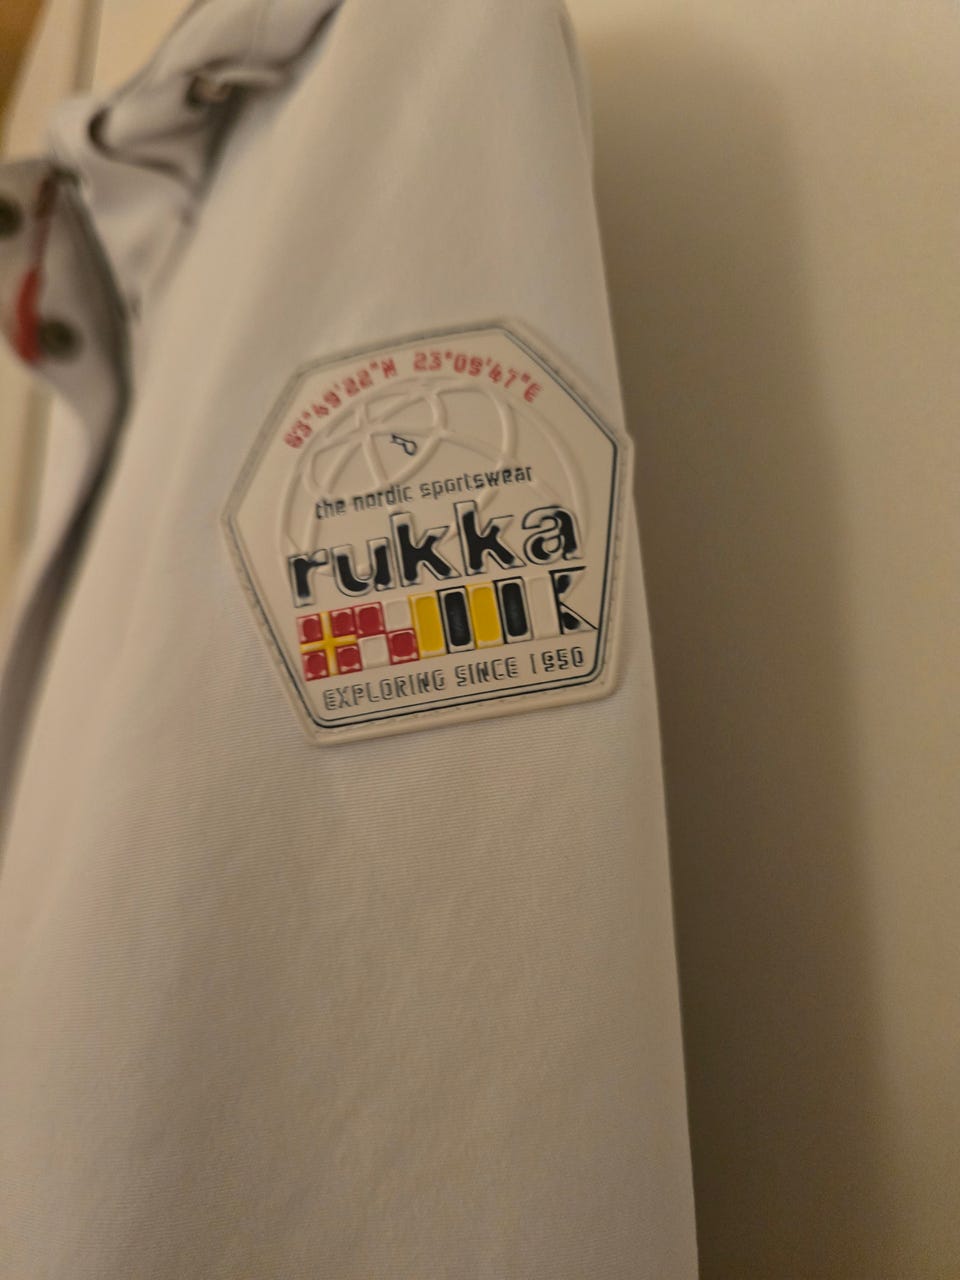 63°49'22"N 23°09'47"E
the nordic sportswear
rukka
EXPLORING SINCE 1950